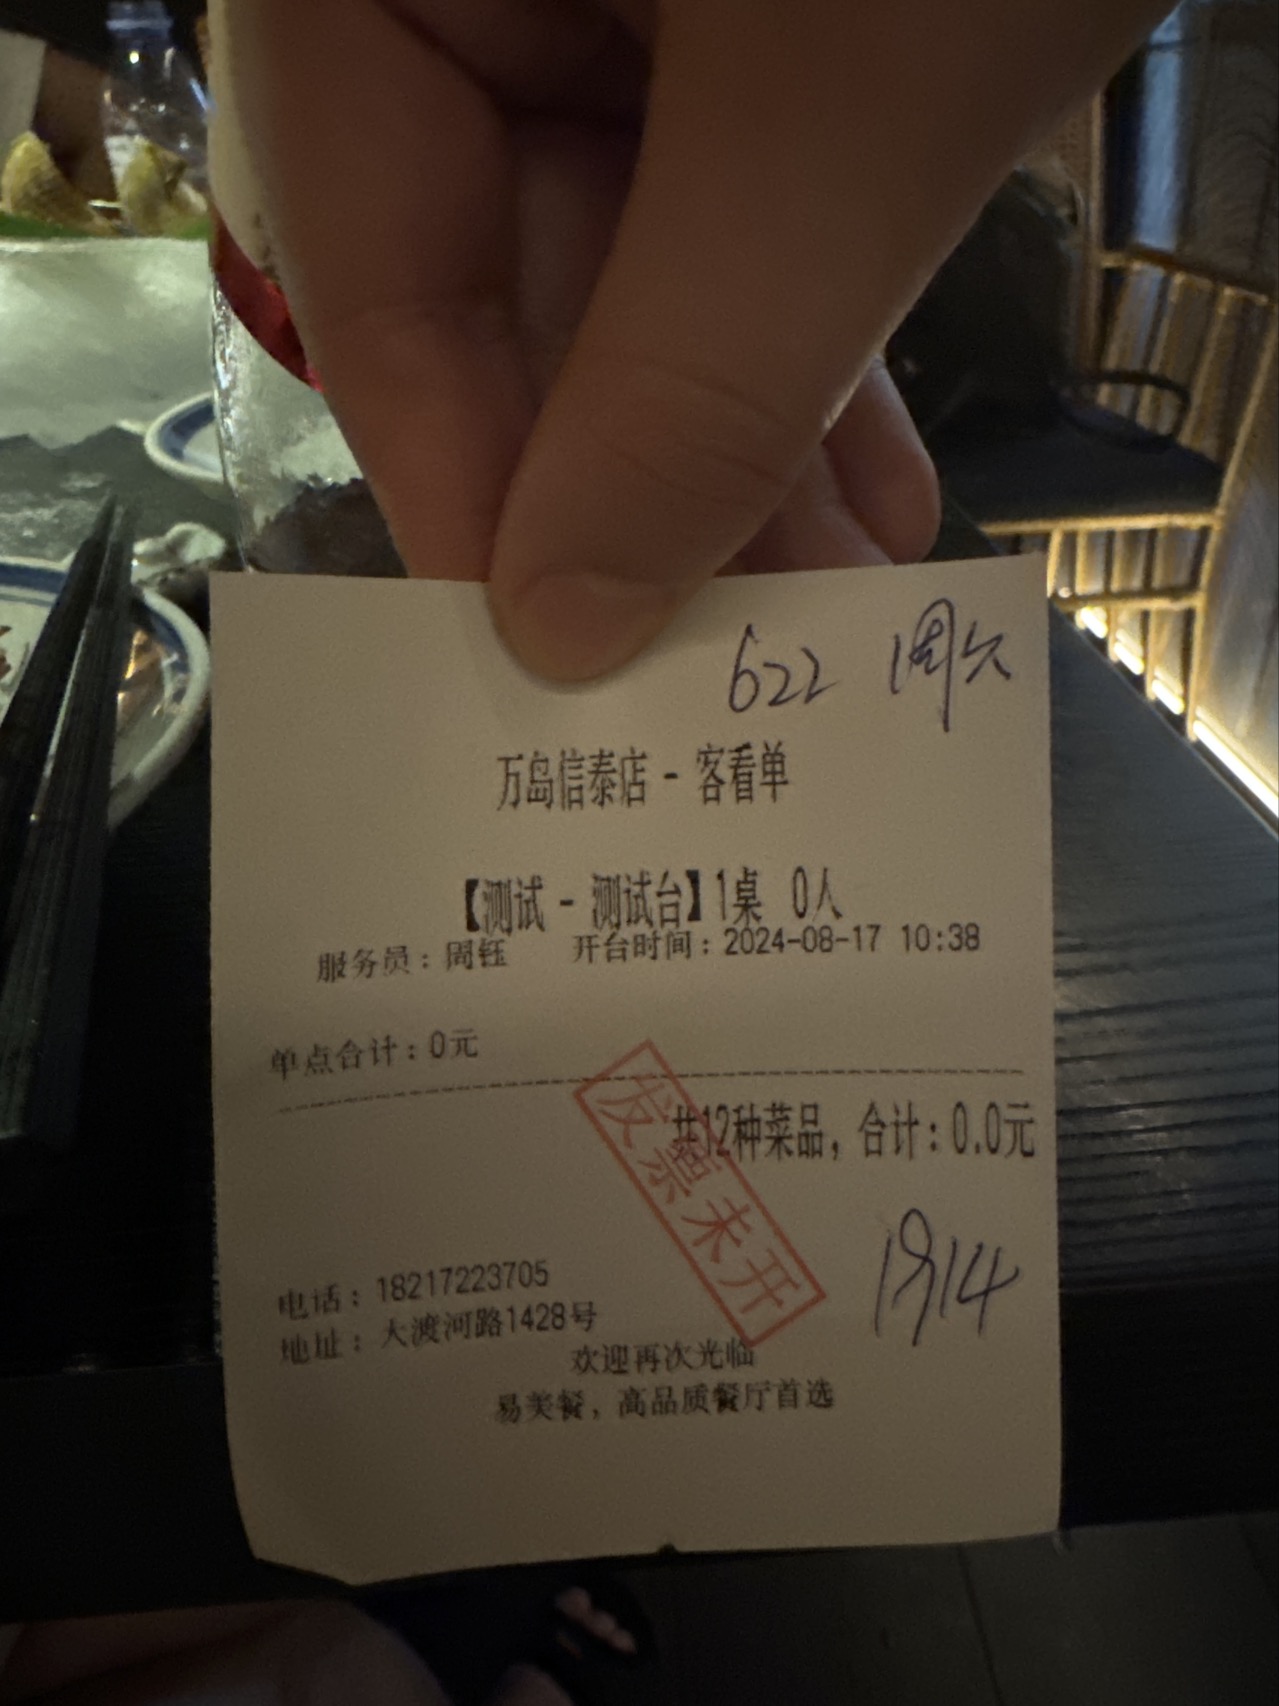 622 周六
万岛信泰店 - 客看单
【测试 - 测试台】1桌 0人
服务员：周钰 开台时间：2024-08-17 10:38
单点合计：0元
共12种菜品，合计：0.0元
发票未开
1914
电话：18217223705
地址：大渡河路1428号
欢迎再次光临
易美餐，高品质餐厅首选